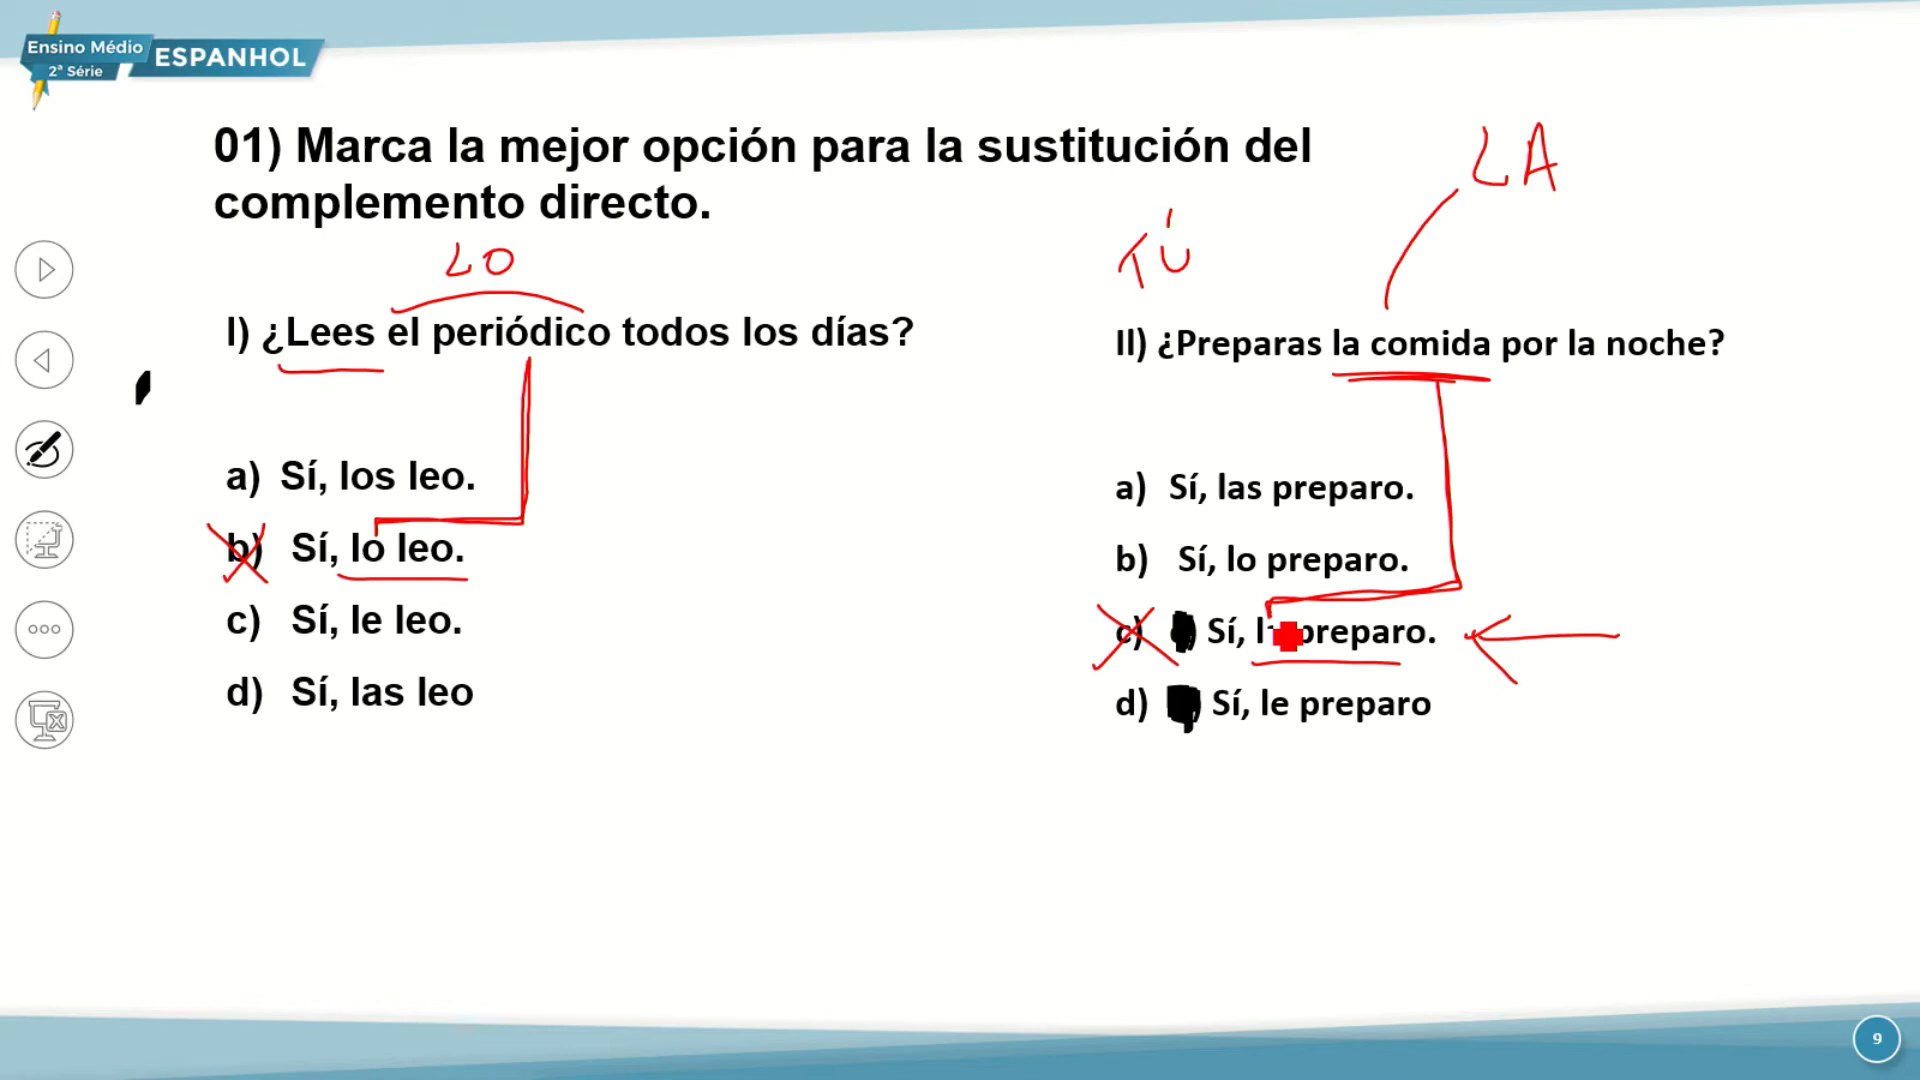 Ensino Médio
2ª Série
ESPANHOL
01) Marca la mejor opción para la sustitución del
complemento directo.
LO
I) ¿Lees el periódico todos los días?
a) Sí, los leo.
b) Sí, lo leo.
c) Sí, le leo.
d) Sí, las leo
LA
TÚ
II) ¿Preparas la comida por la noche?
a) Sí, las preparo.
b) Sí, lo preparo.
c) Sí, preparo.
d) Sí, le preparo
9